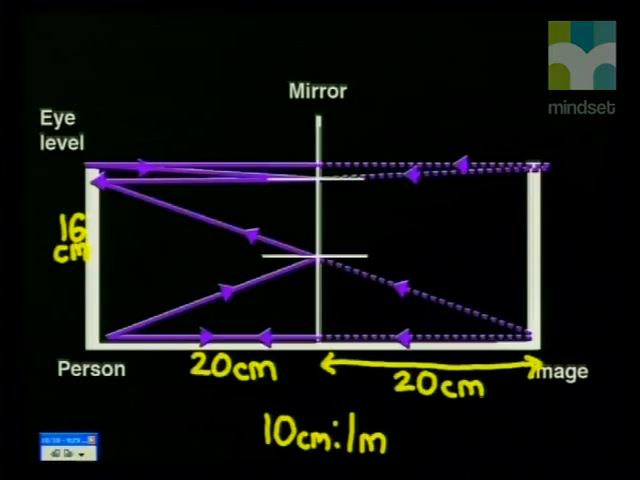 mindset
Mirror
Eye
level
16
cm
Person
20cm
20cm
Image
10cm:1m